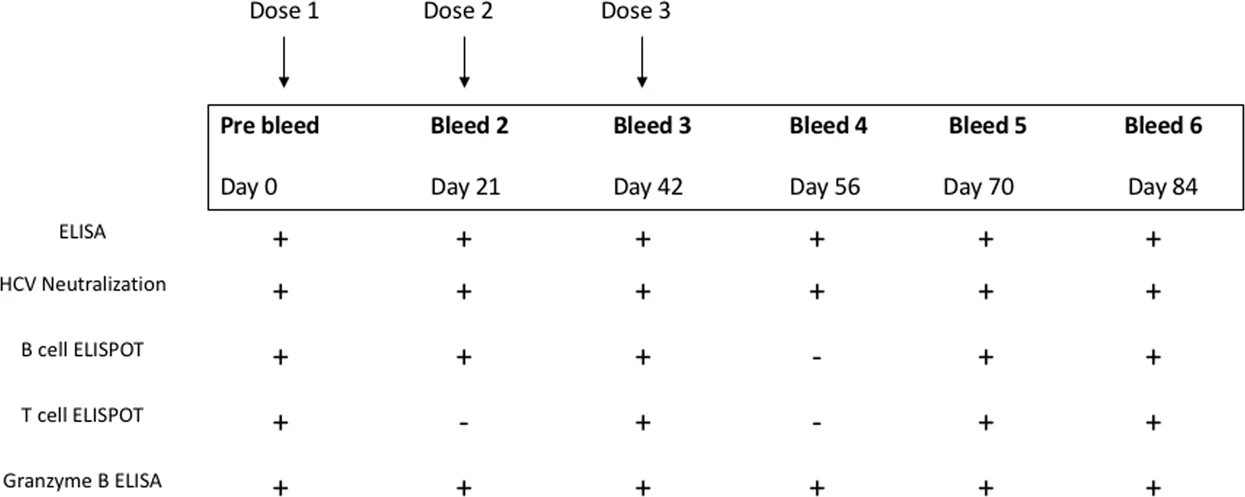 Dose 1 Dose 2 Dose 3
Pre bleed Bleed 2 Bleed 3 Bleed 4 Bleed 5 Bleed 6
Day 0 Day 21 Day 42 Day 56 Day 70 Day 84
ELISA + + + + + +
HCV Neutralization + + + + + +
B cell ELISPOT + + + - + +
T cell ELISPOT + - + - + +
Granzyme B ELISA + + + + + +